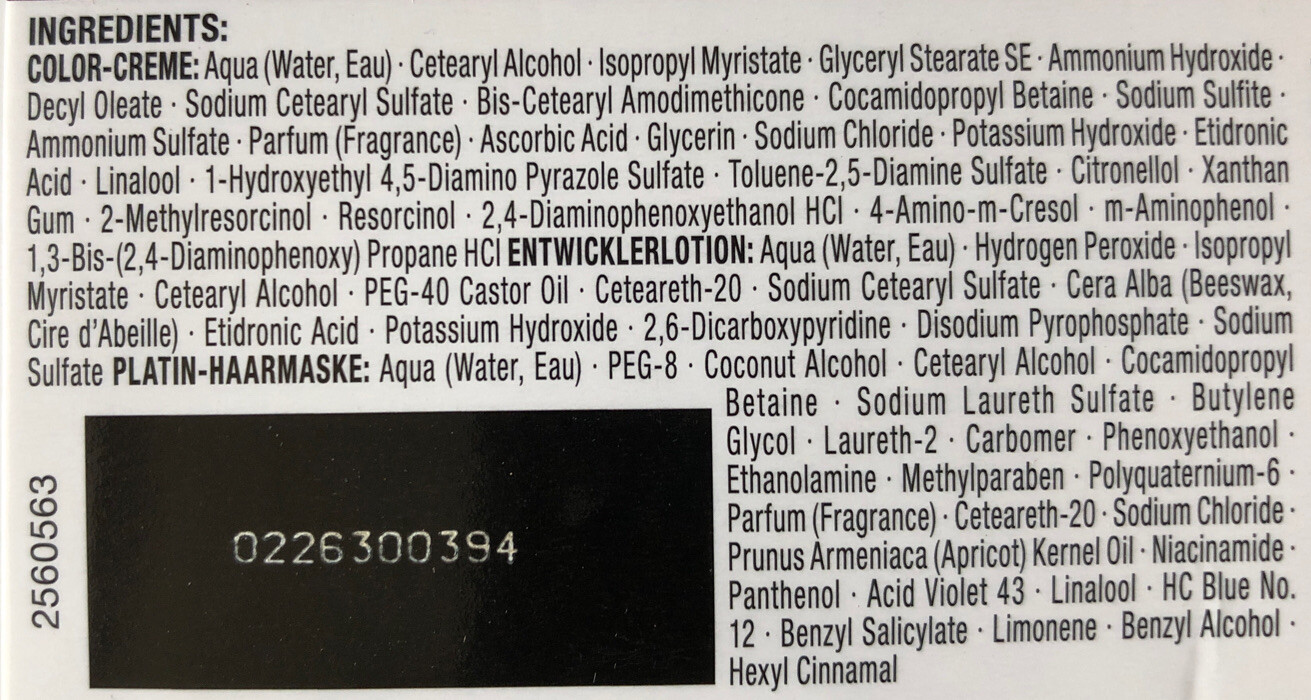 INGREDIENTS:
COLOR-CREME: Aqua (Water, Eau) · Cetearyl Alcohol · Isopropyl Myristate · Glyceryl Stearate SE · Ammonium Hydroxide ·
Decyl Oleate · Sodium Cetearyl Sulfate · Bis-Cetearyl Amodimethicone · Cocamidopropyl Betaine · Sodium Sulfite ·
Ammonium Sulfate · Parfum (Fragrance) · Ascorbic Acid · Glycerin · Sodium Chloride · Potassium Hydroxide · Etidronic
Acid · Linalool · 1-Hydroxyethyl 4,5-Diamino Pyrazole Sulfate · Toluene-2,5-Diamine Sulfate · Citronellol · Xanthan
Gum · 2-Methylresorcinol · Resorcinol · 2,4-Diaminophenoxyethanol HCl · 4-Amino-m-Cresol · m-Aminophenol ·
1,3-Bis-(2,4-Diaminophenoxy) Propane HCl ENTWICKLERLOTION: Aqua (Water, Eau) · Hydrogen Peroxide · Isopropyl
Myristate · Cetearyl Alcohol · PEG-40 Castor Oil · Ceteareth-20 · Sodium Cetearyl Sulfate · Cera Alba (Beeswax,
Cire d'Abeille) · Etidronic Acid · Potassium Hydroxide · 2,6-Dicarboxypyridine · Disodium Pyrophosphate · Sodium
Sulfate PLATIN-HAARMASKE: Aqua (Water, Eau) · PEG-8 · Coconut Alcohol · Cetearyl Alcohol · Cocamidopropyl
Betaine · Sodium Laureth Sulfate · Butylene
Glycol · Laureth-2 · Carbomer · Phenoxyethanol ·
Ethanolamine · Methylparaben · Polyquaternium-6 ·
Parfum (Fragrance) · Ceteareth-20 · Sodium Chloride ·
Prunus Armeniaca (Apricot) Kernel Oil · Niacinamide ·
Panthenol · Acid Violet 43 · Linalool · HC Blue No.
12 · Benzyl Salicylate · Limonene · Benzyl Alcohol ·
Hexyl Cinnamal
0226300394
2560563